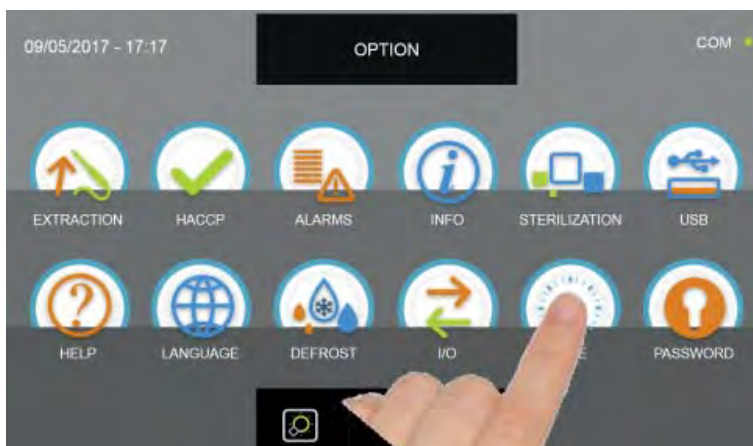 09/05/2017 - 17:17
OPTION
COM
EXTRACTION
HACCP
ALARMS
INFO
STERILIZATION
USB
HELP
LANGUAGE
DEFROST
I/O
PASSWORD